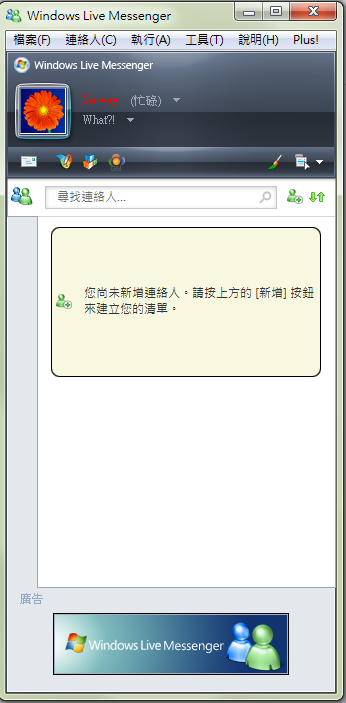 Windows Live Messenger
檔案(F) 連絡人(C) 執行(A) 工具(T) 說明(H) Plus!
Windows Live Messenger
(忙碌)
What?!
尋找連絡人...
您尚未新增連絡人。請按上方的 [新增] 按鈕
來建立您的清單。
廣告
Windows Live Messenger